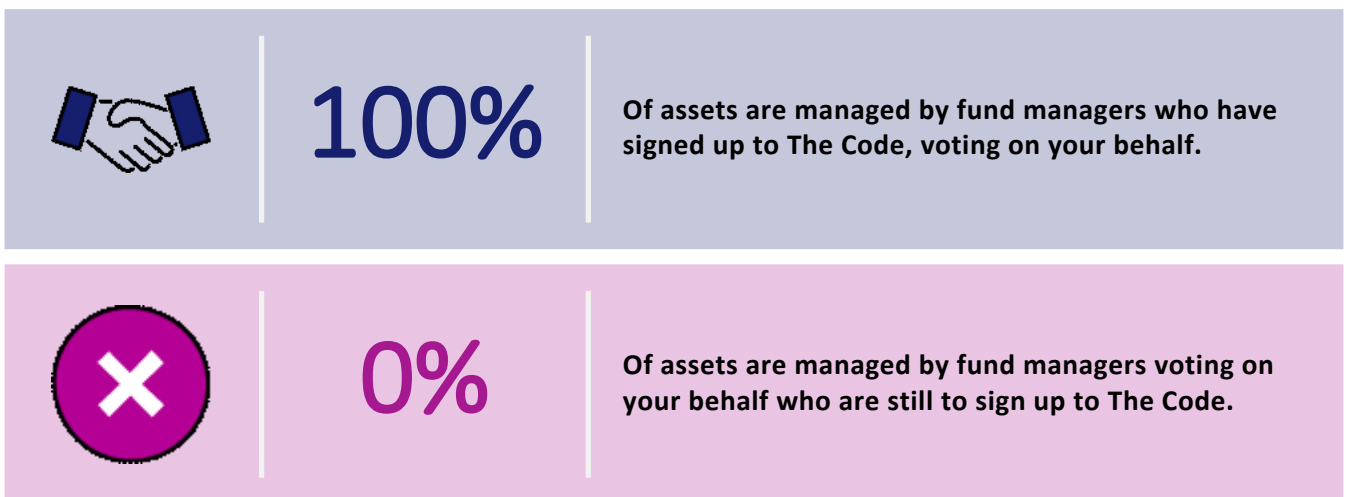 100%
Of assets are managed by fund managers who have
signed up to The Code, voting on your behalf.
0%
Of assets are managed by fund managers voting on
your behalf who are still to sign up to The Code.